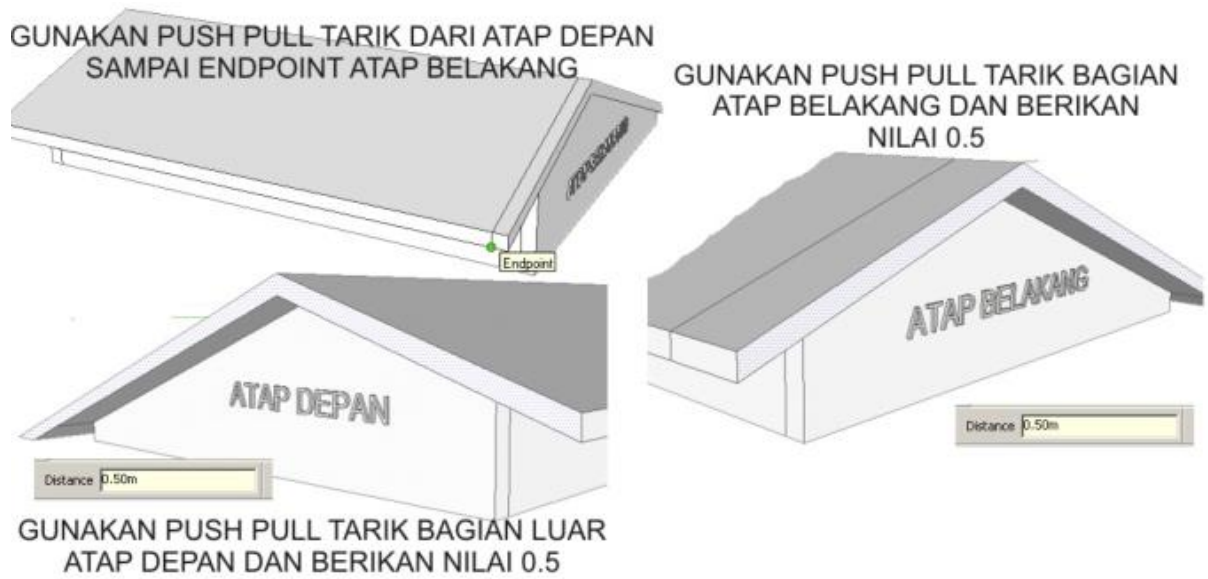 GUNAKAN PUSH PULL TARIK DARI ATAP DEPAN
SAMPAI ENDPOINT ATAP BELAKANG
ATAP BELAKANG
Endpoint
GUNAKAN PUSH PULL TARIK BAGIAN
ATAP BELAKANG DAN BERIKAN
NILAI 0.5
ATAP BELAKANG
Distance 0.50m
ATAP DEPAN
Distance 0.50m
GUNAKAN PUSH PULL TARIK BAGIAN LUAR
ATAP DEPAN DAN BERIKAN NILAI 0.5